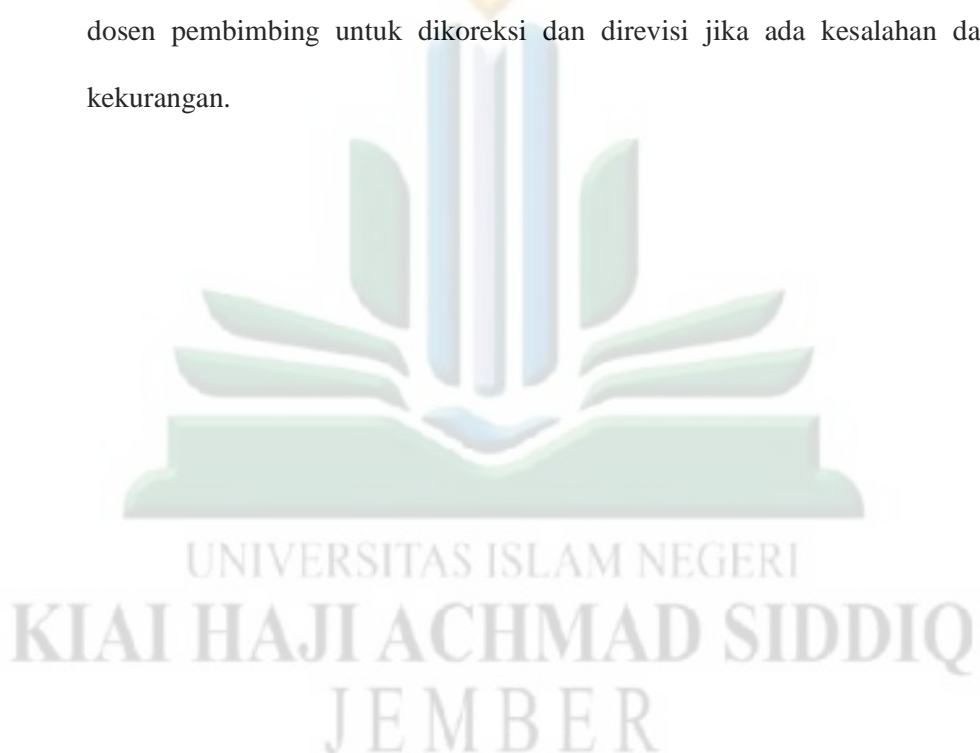 dosen pembimbing untuk dikoreksi dan direvisi jika ada kesalahan da
kekurangan.
UNIVERSITAS ISLAM NEGERI
KIAI HAJI ACHMAD SIDDIQ
JEMBER